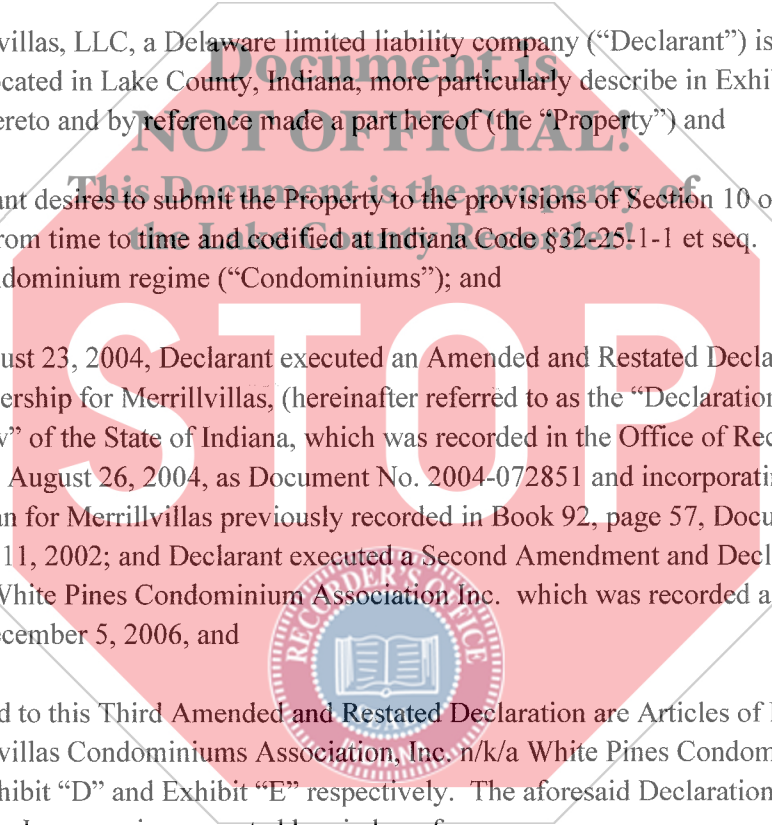 villas, LLC, a Delaware limited liability company (“Declarant”) is
ocated in Lake County, Indiana, more particularly describe in Exhi
ereto and by reference made a part hereof (the “Property”) and
ant desires to submit the Property to the provisions of Section 10 o
rom time to time and codified at Indiana Code §32-25-1-1 et seq.
dominium regime (“Condominiums”); and
ust 23, 2004, Declarant executed an Amended and Restated Decla
ership for Merrillvillas, (hereinafter referred to as the “Declaration
v” of the State of Indiana, which was recorded in the Office of Rec
August 26, 2004, as Document No. 2004-072851 and incorporati
an for Merrillvillas previously recorded in Book 92, page 57, Docu
11, 2002; and Declarant executed a Second Amendment and Decl
White Pines Condominium Association Inc. which was recorded a
ecember 5, 2006, and
d to this Third Amended and Restated Declaration are Articles of
villas Condominiums Association, Inc. n/k/a White Pines Condom
hibit “D” and Exhibit “E” respectively. The aforesaid Declaration
Document is
NOT OFFICIAL!
This Document is the property of
the Lake County Recorder!
STOP
RECORDER'S OFFICE
SEAL
INDIANA